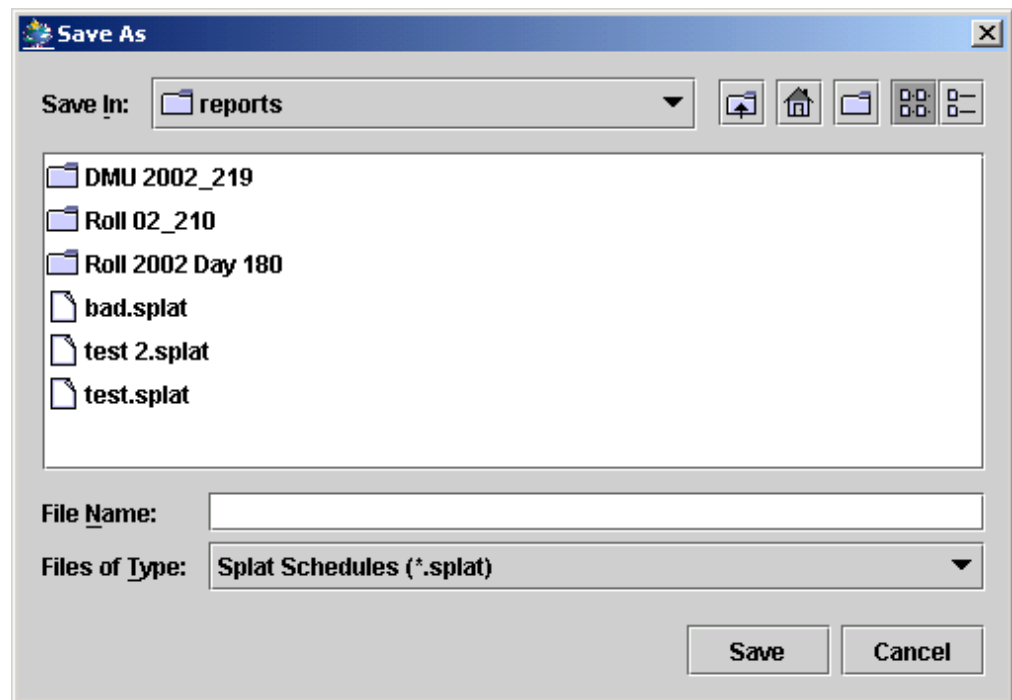 Save As
Save In: reports
DMU 2002_219
Roll 02_210
Roll 2002 Day 180
bad.splat
test 2.splat
test.splat
File Name:
Files of Type: Splat Schedules (*.splat)
Save Cancel